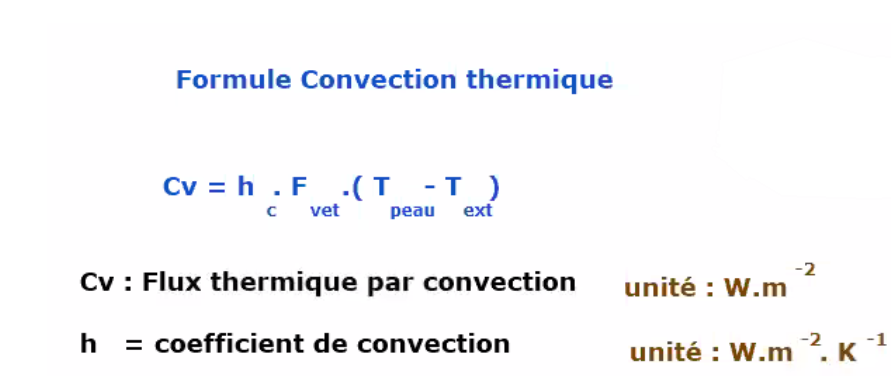 Formule Convection thermique
Cv = h c . F vet .( T peau - T ext )
Cv : Flux thermique par convection unité : W.m -2
h = coefficient de convection unité : W.m -2. K -1